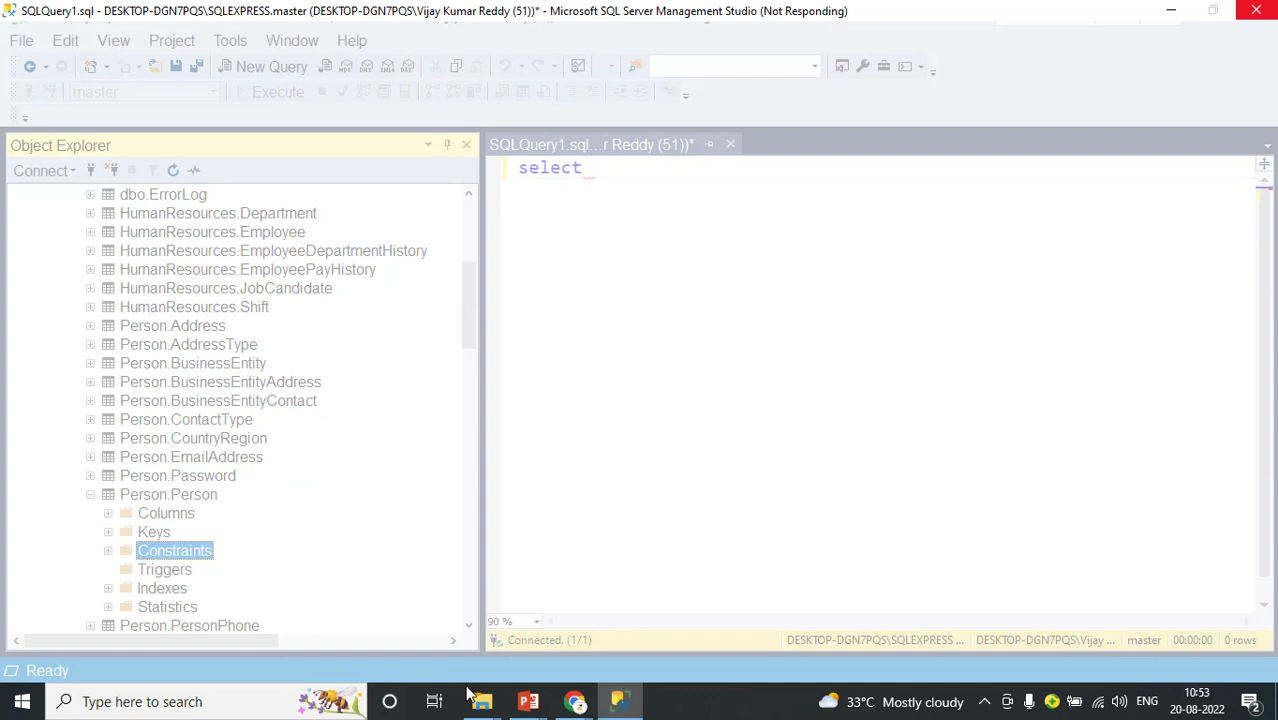 SQLQuery1.sql - DESKTOP-DGN7PQS\SQLEXPRESS.master (DESKTOP-DGN7PQS\Vijay Kumar Reddy (51))* - Microsoft SQL Server Management Studio (Not Responding)
File Edit View Project Tools Window Help
New Query
master Execute
Object Explorer
SQLQuery1.sql...r Reddy (51))*
Connect
select
dbo.ErrorLog
HumanResources.Department
HumanResources.Employee
HumanResources.EmployeeDepartmentHistory
HumanResources.EmployeePayHistory
HumanResources.JobCandidate
HumanResources.Shift
Person.Address
Person.AddressType
Person.BusinessEntity
Person.BusinessEntityAddress
Person.BusinessEntityContact
Person.ContactType
Person.CountryRegion
Person.EmailAddress
Person.Password
Person.Person
Columns
Keys
Constraints
Triggers
Indexes
Statistics
Person.PersonPhone
90 %
Connected. (1/1) DESKTOP-DGN7PQS\SQLEXPRESS ... DESKTOP-DGN7PQS\Vijay ... master 00:00:00 0 rows
Ready
Type here to search 33°C Mostly cloudy ENG 10:53
20-08-2022 2